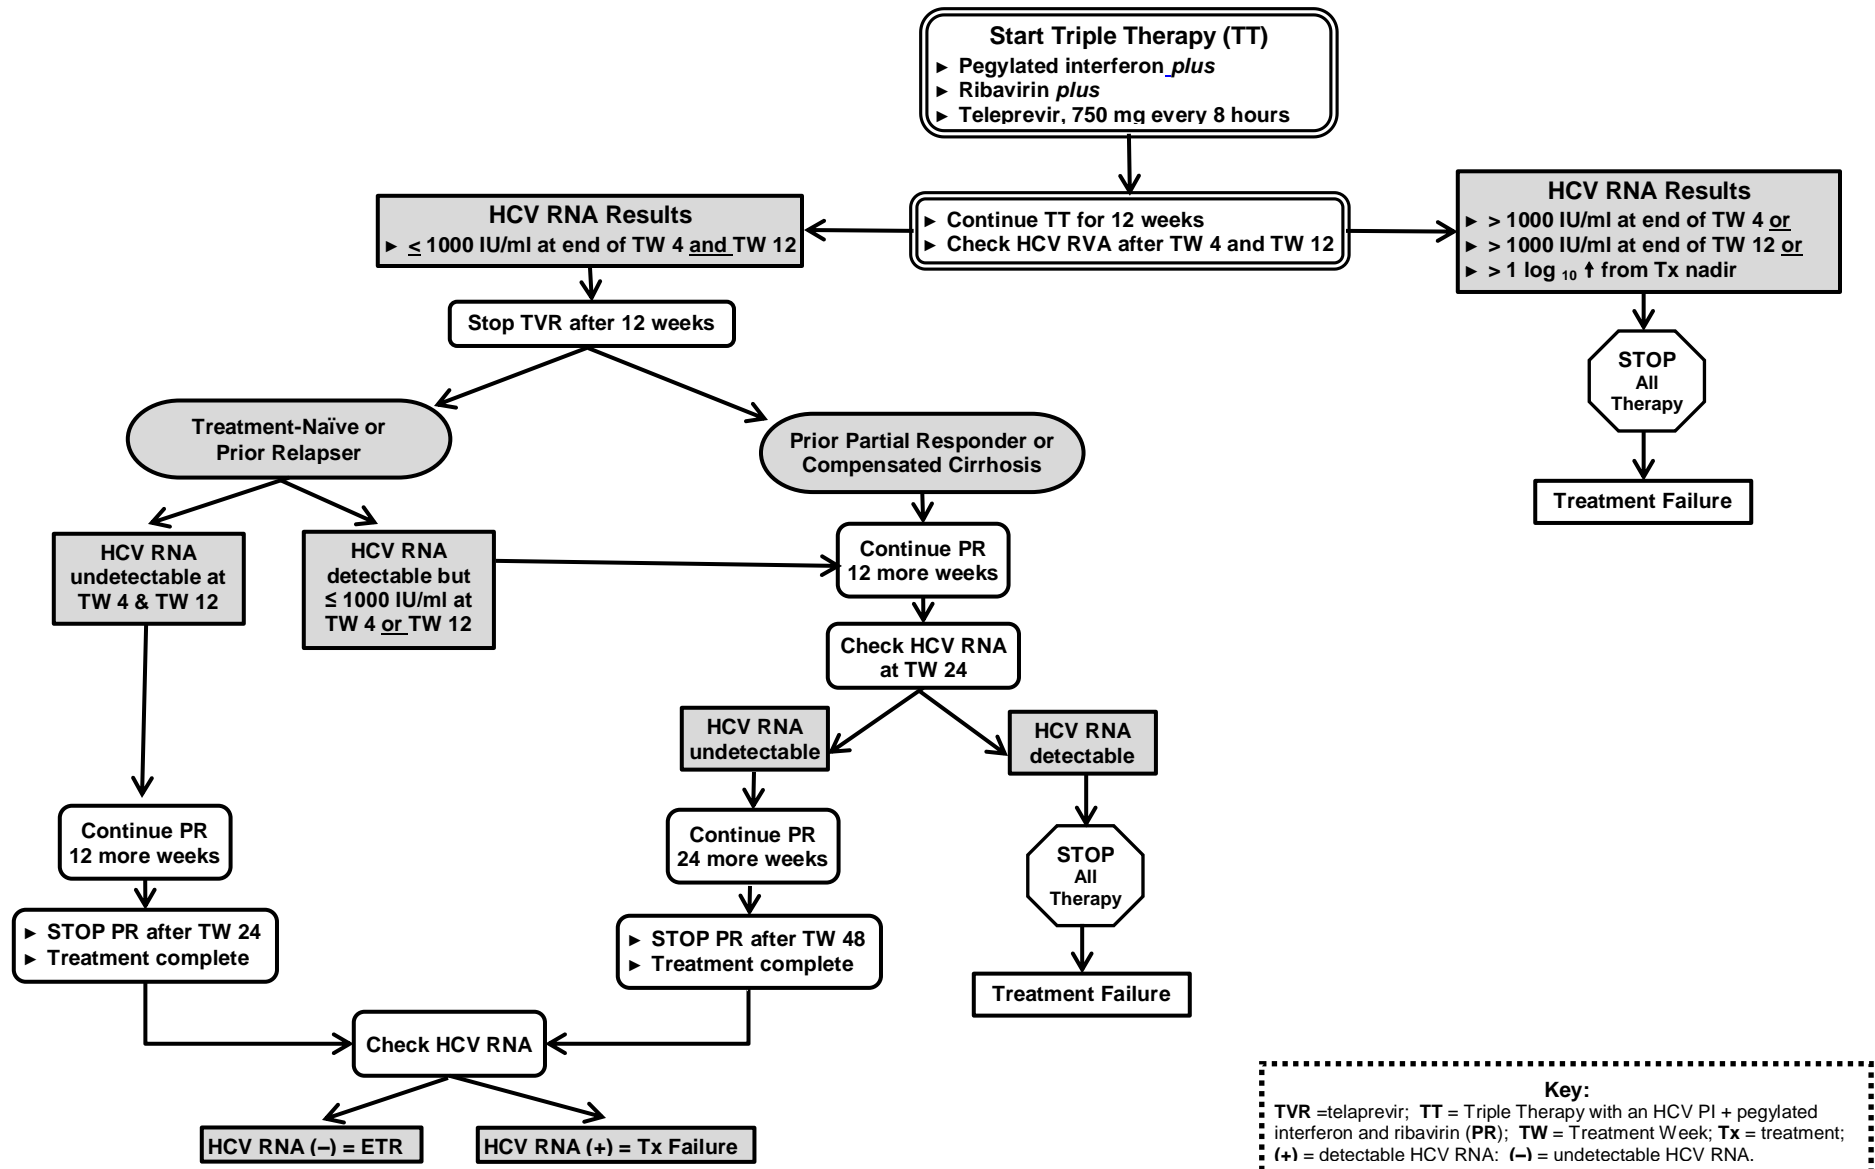 Start Triple Therapy (TT)
► Pegylated interferon plus
► Ribavirin plus
► Teleprevir, 750 mg every 8 hours
HCV RNA Results
► ≤ 1000 IU/ml at end of TW 4 and TW 12
► Continue TT for 12 weeks
► Check HCV RVA after TW 4 and TW 12
HCV RNA Results
► > 1000 IU/ml at end of TW 4 or
► > 1000 IU/ml at end of TW 12 or
► > 1 log 10 ↑ from Tx nadir
Stop TVR after 12 weeks
STOP
All
Therapy
Treatment Failure
Treatment-Naïve or
Prior Relapser
Prior Partial Responder or
Compensated Cirrhosis
HCV RNA
undetectable at
TW 4 & TW 12
HCV RNA
detectable but
≤ 1000 IU/ml at
TW 4 or TW 12
Continue PR
12 more weeks
Check HCV RNA
at TW 24
HCV RNA
undetectable
HCV RNA
detectable
Continue PR
12 more weeks
Continue PR
24 more weeks
STOP
All
Therapy
► STOP PR after TW 24
► Treatment complete
► STOP PR after TW 48
► Treatment complete
Treatment Failure
Check HCV RNA
HCV RNA (–) = ETR
HCV RNA (+) = Tx Failure
Key:
TVR =telaprevir; TT = Triple Therapy with an HCV PI + pegylated
interferon and ribavirin (PR); TW = Treatment Week; Tx = treatment;
(+) = detectable HCV RNA; (–) = undetectable HCV RNA.